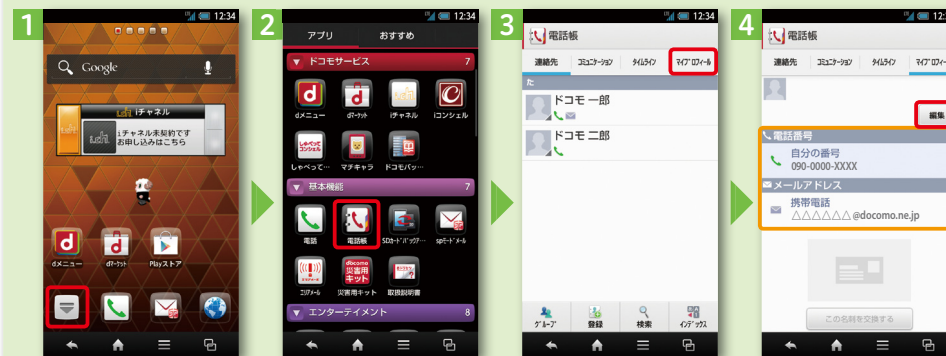 1
12:34
Google
iチャネル
iチャネル未契約です
お申し込みはこちら
dメニュー
dマーケット
Playストア
2
12:34
アプリ
おすすめ
ドコモサービス
7
dメニュー
dマーケット
iチャネル
iコンシェル
しゃべって…
マチキャラ
ドコモバッ…
基本機能
7
電話
電話帳
SDカードバックア…
spモードメール
エリアメール
災害用キット
取扱説明書
エンターテイメント
8
3
12:34
電話帳
連絡先
コミュニケーション
タイムライン
マイプロフィール
た
ドコモ 一郎
ドコモ 二郎
グループ
登録
検索
インデックス
4
電話帳
連絡先
コミュニケーション
タイムライン
編集
電話番号
自分の番号
090-0000-XXXX
メールアドレス
携帯電話
△△△△△△@docomo.ne.jp
この名刺を交換する